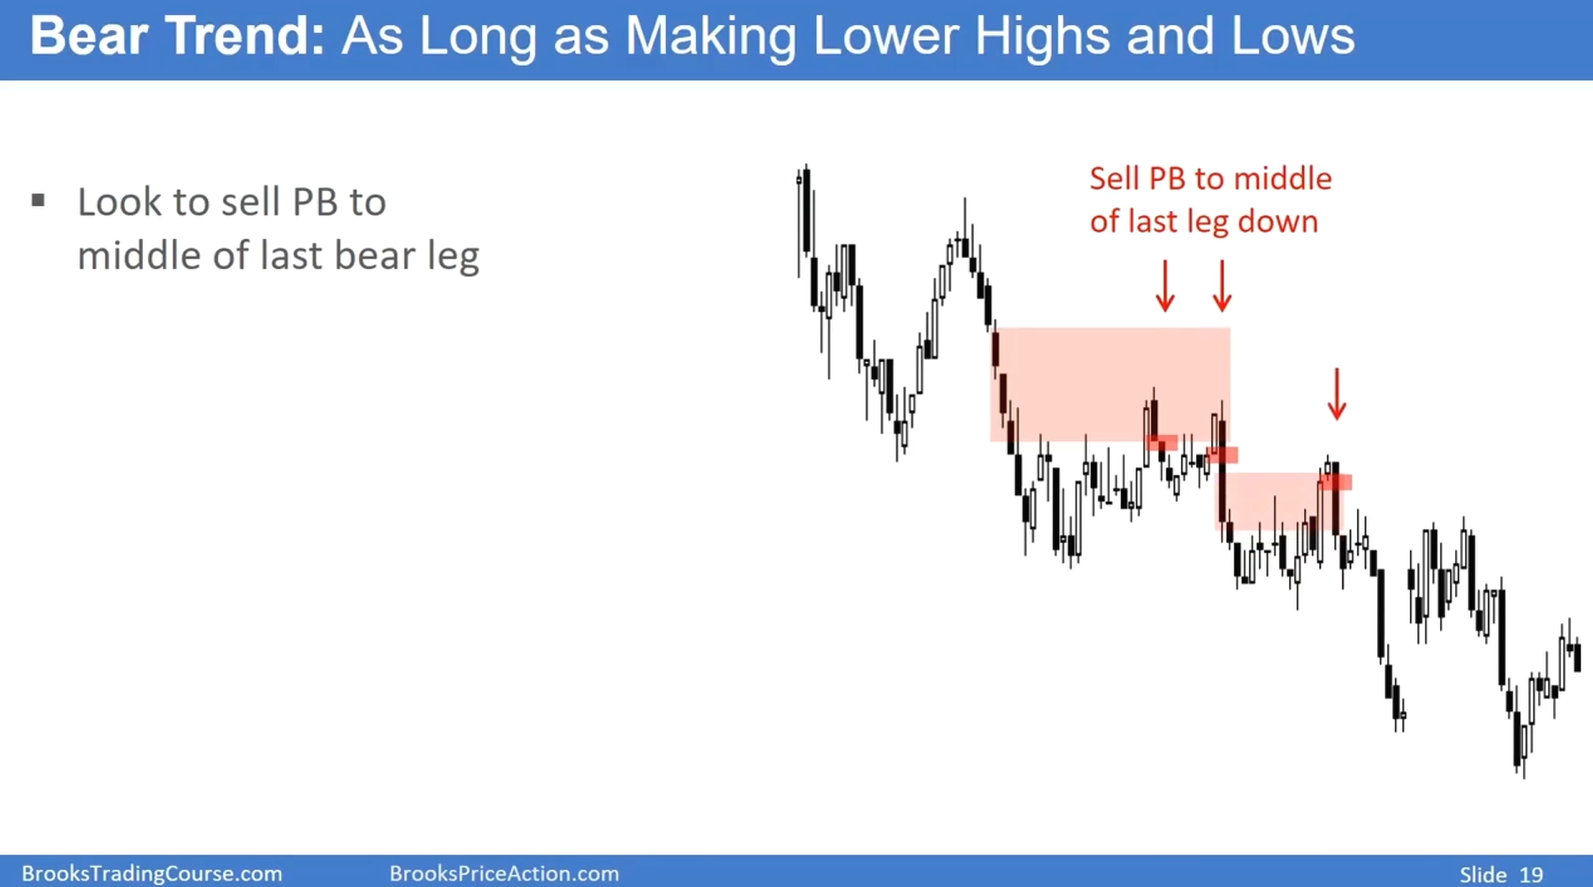 Bear Trend: As Long as Making Lower Highs and Lows
▪ Look to sell PB to
middle of last bear leg
Sell PB to middle
of last leg down
BrooksTradingCourse.com
BrooksPriceAction.com
Slide 19